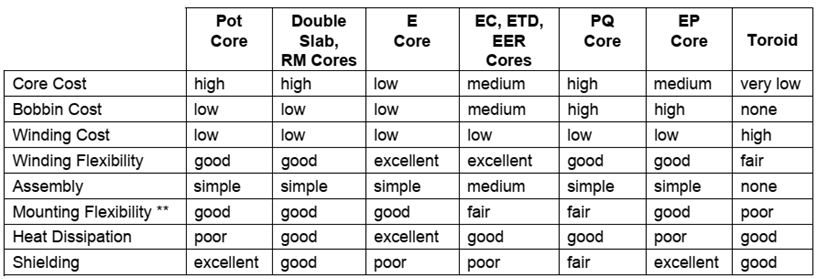 Pot Core Double Slab, RM Cores E Core EC, ETD, EER Cores PQ Core EP Core Toroid
Core Cost high high low medium high medium very low
Bobbin Cost low low low medium high high none
Winding Cost low low low low low low high
Winding Flexibility good good excellent excellent good good fair
Assembly simple simple simple medium simple simple none
Mounting Flexibility ** good good good fair fair good poor
Heat Dissipation poor good excellent good good poor good
Shielding excellent good poor poor fair excellent good